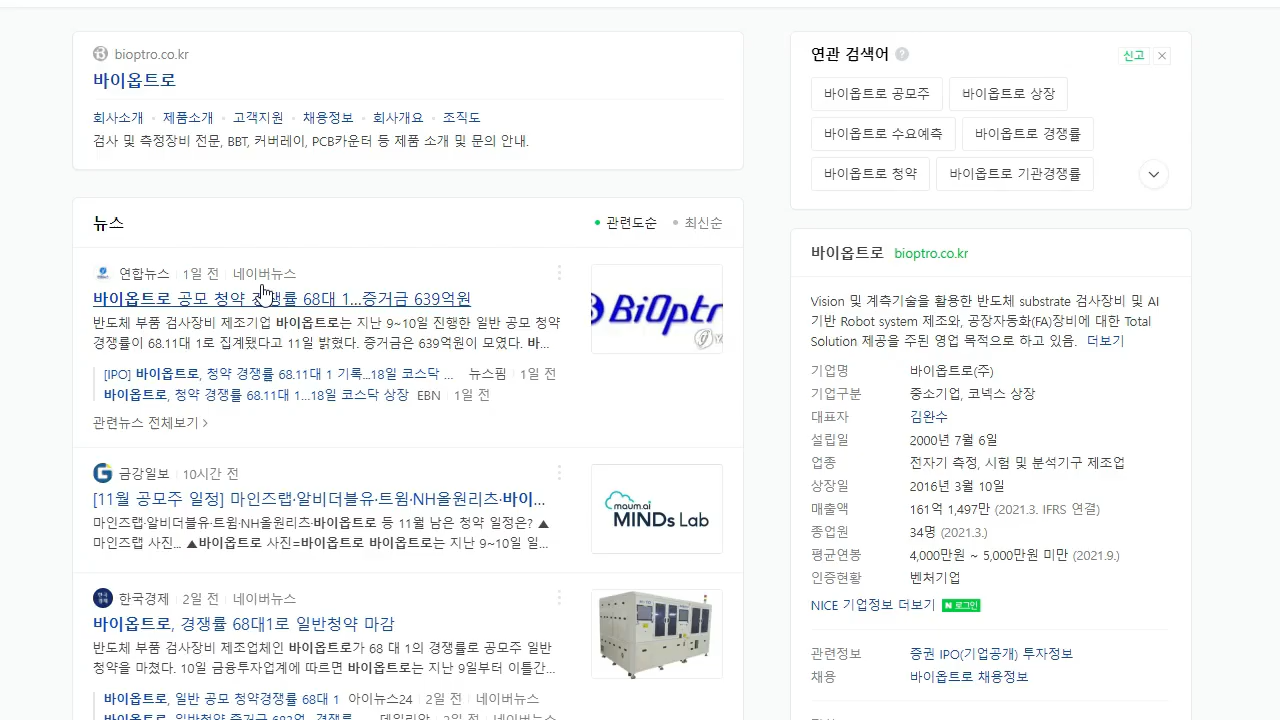 bioptro.co.kr
바이옵트로
회사소개 · 제품소개 · 고객지원 · 채용정보 · 회사개요 · 조직도
검사 및 측정장비 전문, BBT, 커버레이, PCB카운터 등 제품 소개 및 문의 안내.
뉴스
관련도순 최신순
연합뉴스 1일 전 네이버뉴스
바이옵트로 공모 청약 경쟁률 68대 1...증거금 639억원
반도체 부품 검사장비 제조기업 바이옵트로는 지난 9~10일 진행한 일반 공모 청약
경쟁률이 68.11대 1로 집계됐다고 11일 밝혔다. 증거금은 639억원이 모였다. 바...
BiOptr
[IPO] 바이옵트로, 청약 경쟁률 68.11대 1 기록...18일 코스닥 ... 뉴스핌 1일 전
바이옵트로, 청약 경쟁률 68.11대 1...18일 코스닥 상장 EBN 1일 전
관련뉴스 전체보기 >
금강일보 10시간 전
[11월 공모주 일정] 마인즈랩·알비더블유·트윔·NH올원리츠·바이...
마인즈랩·알비더블유·트윔·NH올원리츠·바이옵트로 등 11월 남은 청약 일정은? ▲
마인즈랩 사진... ▲바이옵트로 사진=바이옵트로 바이옵트로는 지난 9~10일 일...
maum.ai
MINDs Lab
한국경제 2일 전 네이버뉴스
바이옵트로, 경쟁률 68대1로 일반청약 마감
반도체 부품 검사장비 제조업체인 바이옵트로가 68 대 1의 경쟁률로 공모주 일반
청약을 마쳤다. 10일 금융투자업계에 따르면 바이옵트로는 지난 9일부터 이틀간...
바이옵트로, 일반 공모 청약경쟁률 68대 1 아이뉴스24 2일 전 네이버뉴스
연관 검색어 ?
신고
바이옵트로 공모주 바이옵트로 상장
바이옵트로 수요예측 바이옵트로 경쟁률
바이옵트로 청약 바이옵트로 기관경쟁률
바이옵트로 bioptro.co.kr
Vision 및 계측기술을 활용한 반도체 substrate 검사장비 및 AI
기반 Robot system 제조와, 공장자동화(FA)장비에 대한 Total
Solution 제공을 주된 영업 목적으로 하고 있음. 더보기
기업명 바이옵트로(주)
기업구분 중소기업, 코넥스 상장
대표자 김완수
설립일 2000년 7월 6일
업종 전자기 측정, 시험 및 분석기구 제조업
상장일 2016년 3월 10일
매출액 161억 1,497만 (2021.3. IFRS 연결)
종업원 34명 (2021.3.)
평균연봉 4,000만원 ~ 5,000만원 미만 (2021.9.)
인증현황 벤처기업
NICE 기업정보 더보기 N 로그인
관련정보 증권 IPO(기업공개) 투자정보
채용 바이옵트로 채용정보